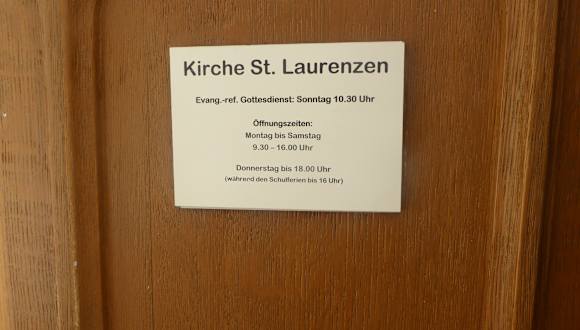 Kirche St. Laurenzen
Evang.-ref. Gottesdienst: Sonntag 10.30 Uhr
Öffnungszeiten:
Montag bis Samstag
9.30 – 16.00 Uhr
Donnerstag bis 18.00 Uhr
(während den Schulferien bis 16 Uhr)